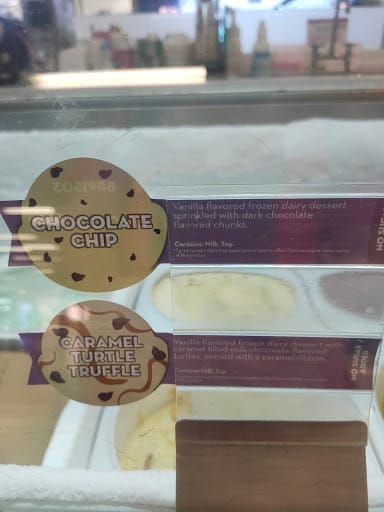 CHOCOLATE
CHIP
Vanilla flavored frozen dairy dessert
sprinkled with dark chocolate
flavored chunks.
Contains: Milk, Soy.
NO SUG
CARAMEL
TURTLE
TRUFFLE
Vanilla flavored frozen dairy dessert with
caramel filled milk chocolate flavored
turtles, swirled with a caramel ribbon.
Contains: Milk, Soy.
NO SUGAR
ADDED